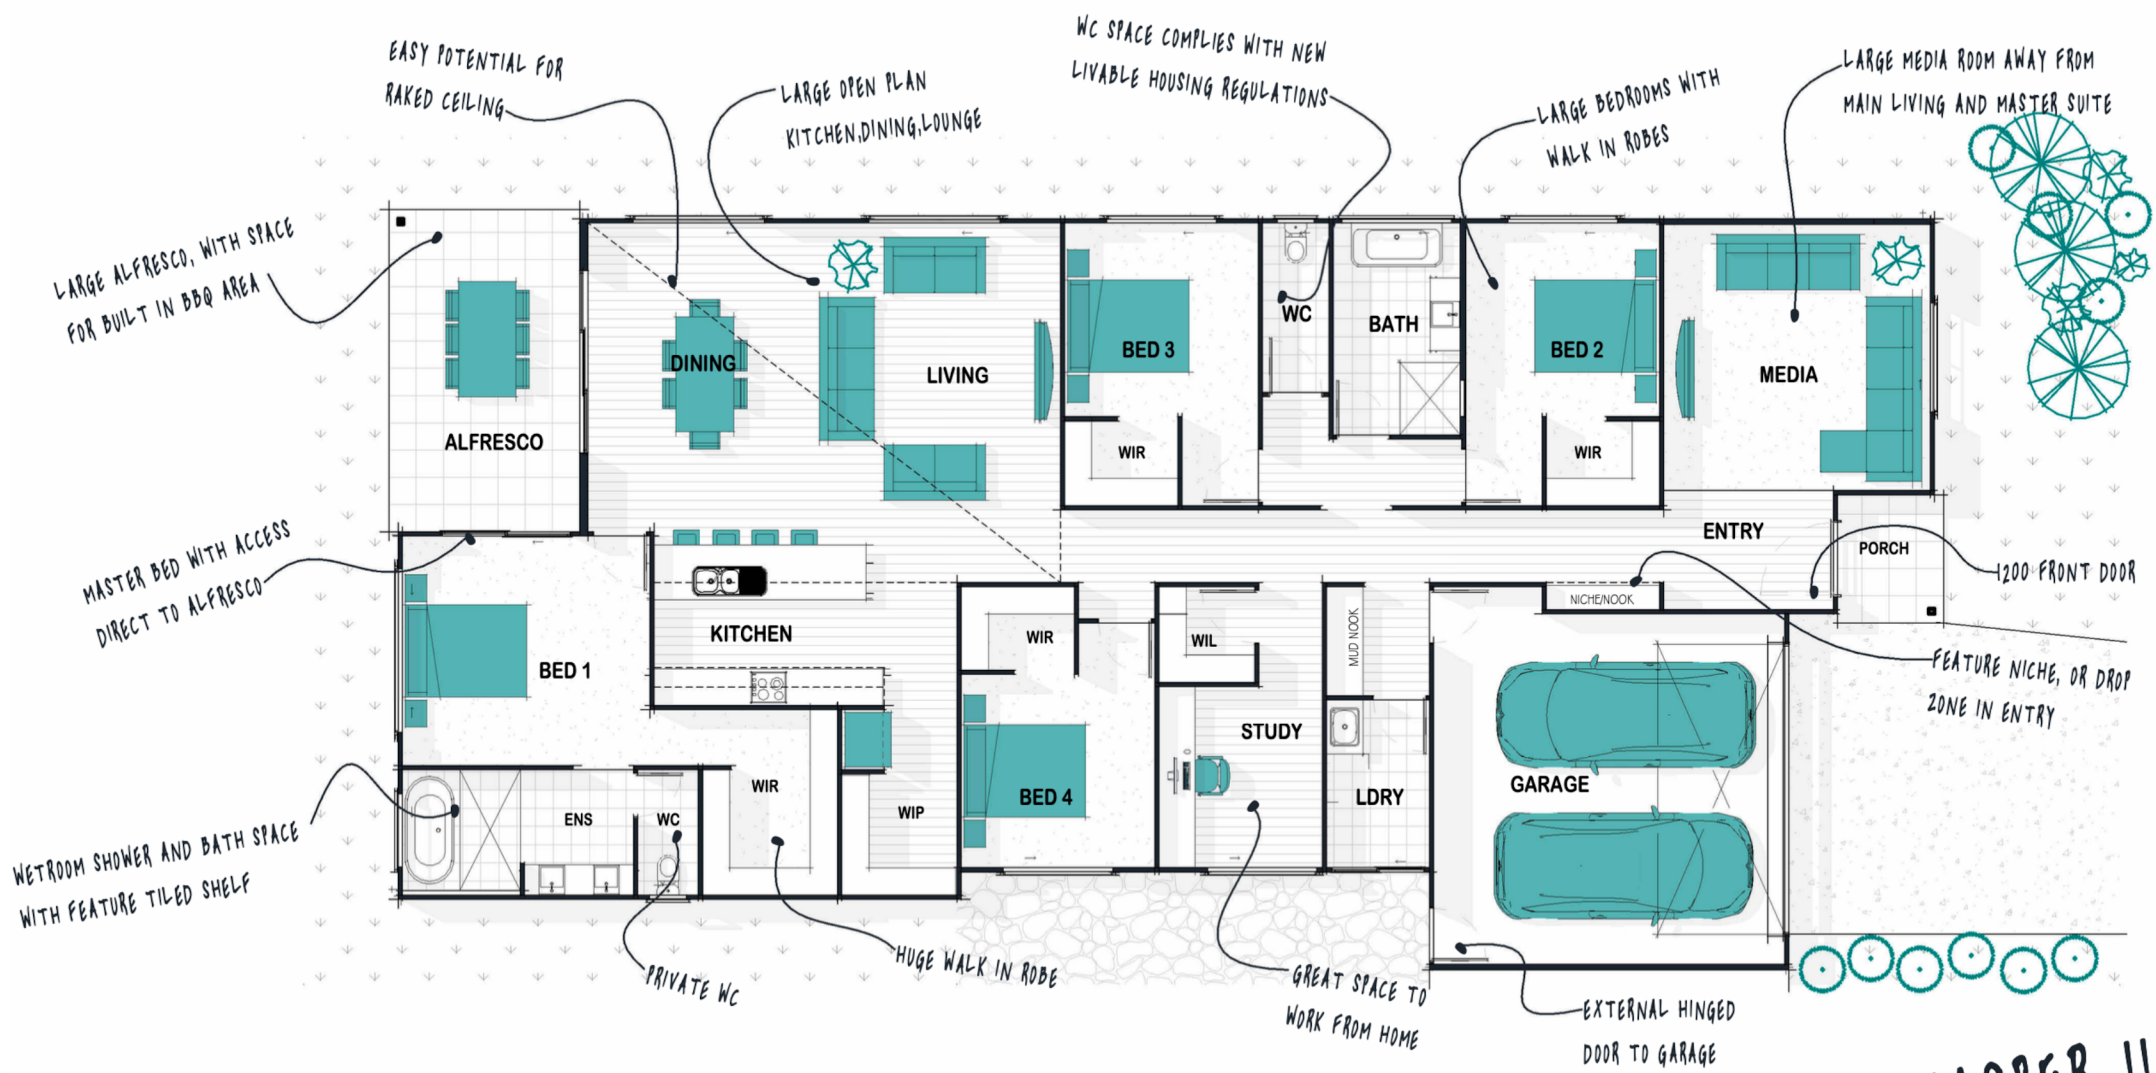 EASY POTENTIAL FOR
RAKED CEILING
LARGE OPEN PLAN
KITCHEN,DINING,LOUNGE
WC SPACE COMPLIES WITH NEW
LIVABLE HOUSING REGULATIONS
LARGE BEDROOMS WITH
WALK IN ROBES
LARGE MEDIA ROOM AWAY FROM
MAIN LIVING AND MASTER SUITE
LARGE ALFRESCO, WITH SPACE
FOR BUILT IN BBQ AREA
ALFRESCO
DINING
LIVING
BED 3
WIR
WC
BATH
BED 2
WIR
MEDIA
ENTRY
PORCH
1200 FRONT DOOR
MASTER BED WITH ACCESS
DIRECT TO ALFRESCO
BED 1
KITCHEN
WIR
WIL
MUD NOOK
NICHE/NOOK
FEATURE NICHE, OR DROP
ZONE IN ENTRY
WETROOM SHOWER AND BATH SPACE
WITH FEATURE TILED SHELF
ENS
WC
WIR
WIP
BED 4
STUDY
LDRY
GARAGE
PRIVATE WC
HUGE WALK IN ROBE
GREAT SPACE TO
WORK FROM HOME
EXTERNAL HINGED
DOOR TO GARAGE